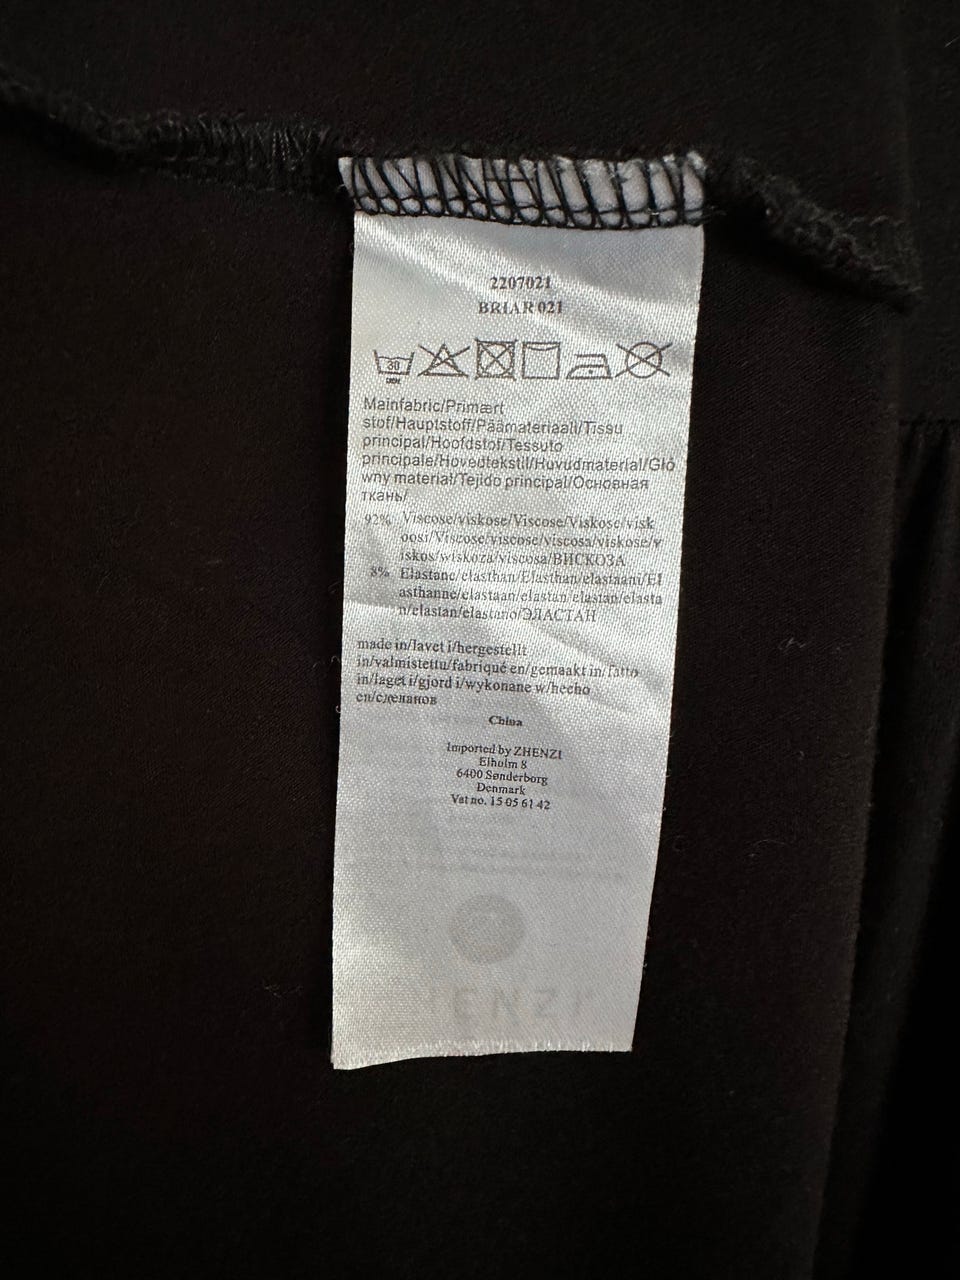 2207021
BRIAR 021
30
Mainfabric/Primært
stof/Hauptstoff/Päämateriaali/Tissu
principal/Hoofdstof/Tessuto
principale/Hovedtekstil/Huvudmaterial/Głó
wny materiał/Tejido principal/Основная
ткань/
92% Viscose/viskose/Viscose/Viskose/visk
oosi/Viscose/viscose/viscosa/viskose/v
iskos/wiskoza/viscosa/ВИСКОЗА
8% Elastane/elasthan/Elasthan/elastaani/El
asthanne/elastaan/elastan/elastan/elasta
n/elastan/elastano/ЭЛАСТАН
made in/lavet i/hergestellt
in/valmistettu/fabriqué en/gemaakt in/fatto
in/laget i/gjord i/wykonane w/hecho
en/сделанов
China
Imported by ZHENZI
Elholm 8
6400 Sønderborg
Denmark
Vat no. 15 05 61 42